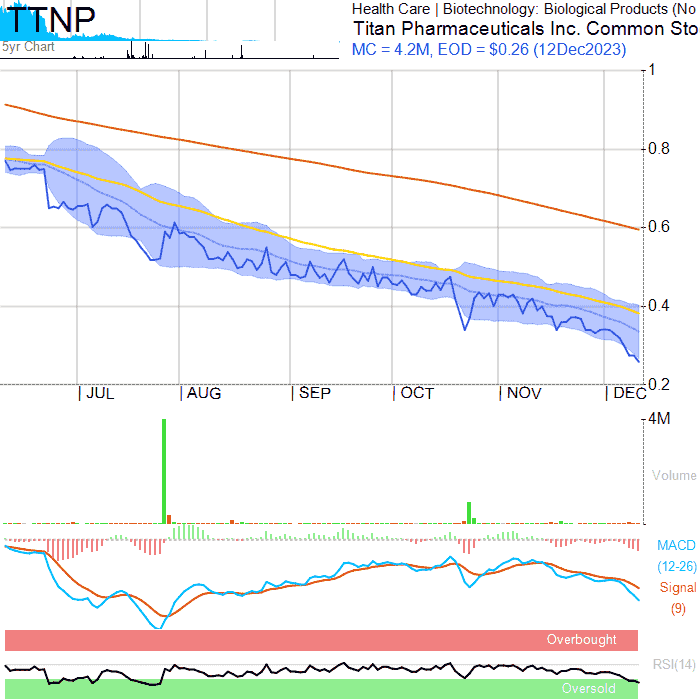 TTNP
5yr Chart
Health Care | Biotechnology: Biological Products (No
Titan Pharmaceuticals Inc. Common Sto
MC = 4.2M, EOD = $0.26 (12Dec2023)
1
0.8
0.6
0.4
0.2
| JUL | AUG | SEP | OCT | NOV | DEC
4M
Volume
MACD
(12-26)
Signal
(9)
Overbought
RSI(14)
Oversold